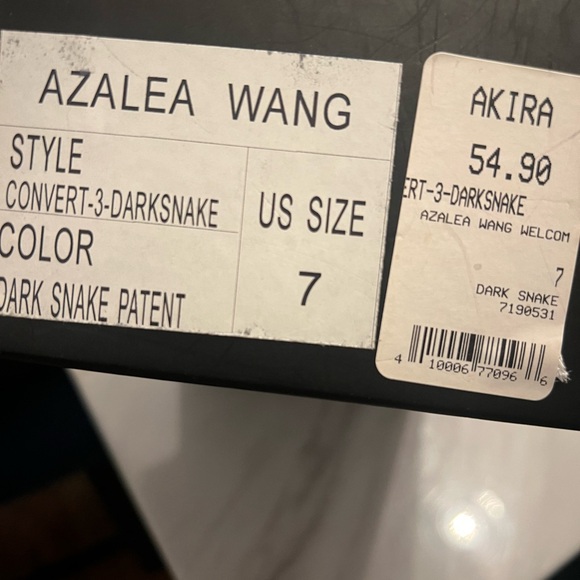 AZALEA WANG
STYLE
CONVERT-3-DARKSNAKE
COLOR
DARK SNAKE PATENT
US SIZE
7
AKIRA
54.90
ERT-3-DARKSNAKE
AZALEA WANG WELCOM
7
DARK SNAKE
7190531
4 10006 77096 6